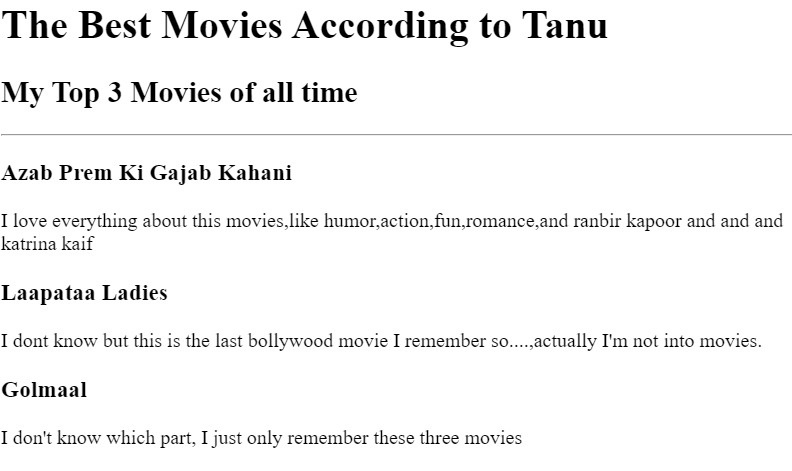 The Best Movies According to Tanu
My Top 3 Movies of all time
Azab Prem Ki Gajab Kahani
I love everything about this movies,like humor,action,fun,romance,and ranbir kapoor and and and
katrina kaif
Laapataa Ladies
I dont know but this is the last bollywood movie I remember so....,actually I'm not into movies.
Golmaal
I don't know which part, I just only remember these three movies